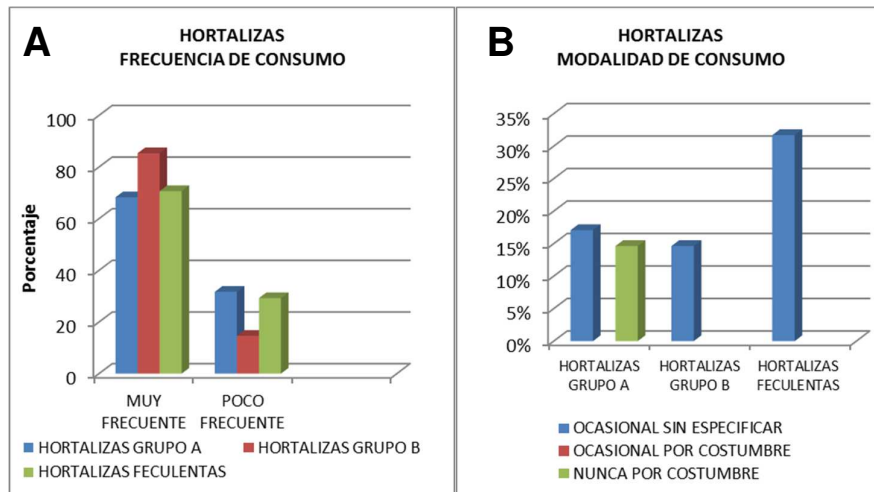 A
HORTALIZAS
FRECUENCIA DE CONSUMO
Porcentaje
100
80
60
40
20
0
MUY
FRECUENTE
POCO
FRECUENTE
HORTALIZAS GRUPO A
HORTALIZAS GRUPO B
HORTALIZAS FECULENTAS
B
HORTALIZAS
MODALIDAD DE CONSUMO
35%
30%
25%
20%
15%
10%
5%
0%
HORTALIZAS
GRUPO A
HORTALIZAS
GRUPO B
HORTALIZAS
FECULENTAS
OCASIONAL SIN ESPECIFICAR
OCASIONAL POR COSTUMBRE
NUNCA POR COSTUMBRE